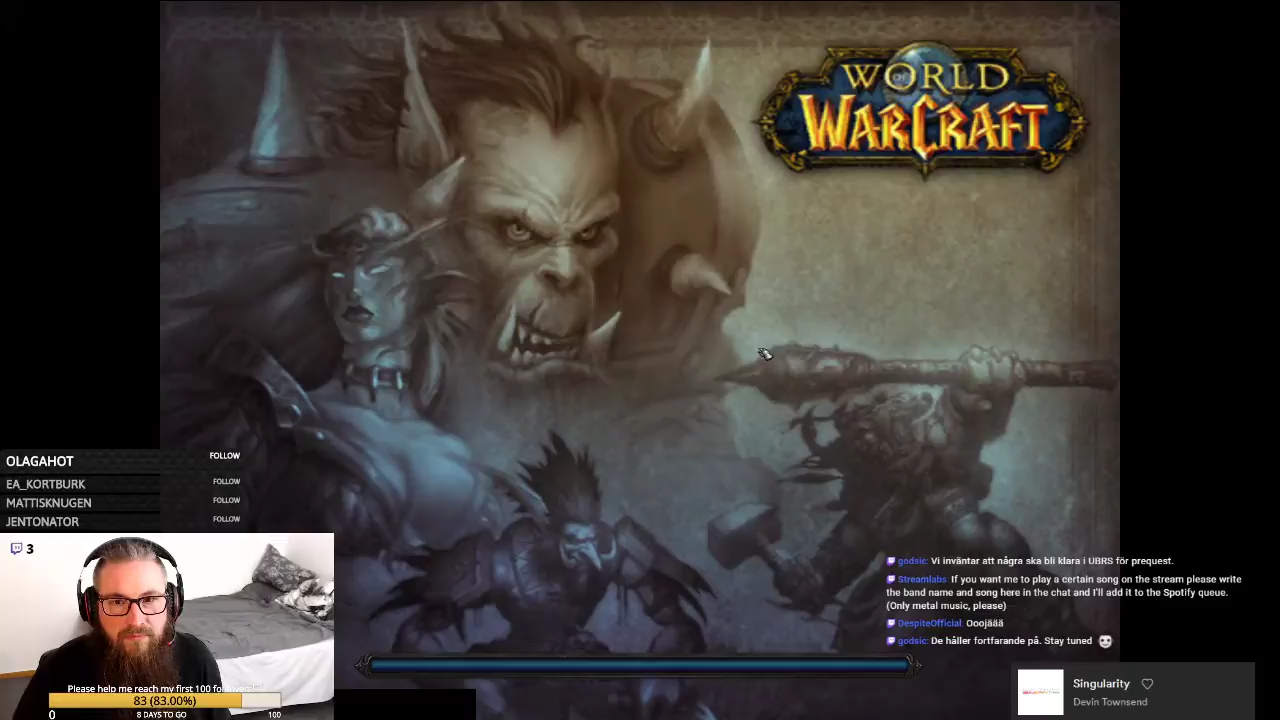 WORLD
OF
WARCRAFT
OLAGAHOT FOLLOW
EA_KORTBURK FOLLOW
MATTISKNUGEN FOLLOW
JENTONATOR FOLLOW
3
godsic: Vi inväntar att några ska bli klara i UBRS för prequest.
Streamlabs: If you want me to play a certain song on the stream please write
the band name and song here in the chat and I'll add it to the Spotify queue.
(Only metal music, please)
DespiteOfficial: Ooojäää
godsic: De håller fortfarande på. Stay tuned
Please help me reach my first 100
83 (83.00%)
0 8 DAYS TO GO 100
Singularity
Devin Townsend